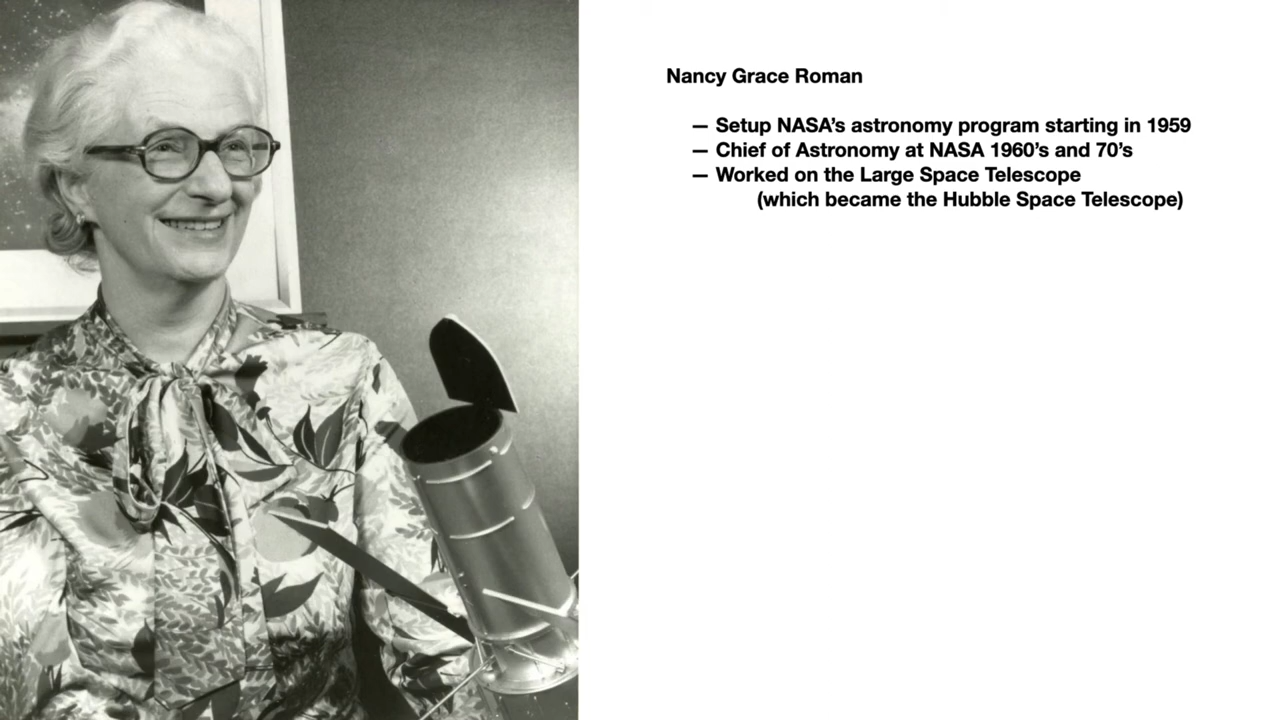 Nancy Grace Roman
— Setup NASA’s astronomy program starting in 1959
— Chief of Astronomy at NASA 1960’s and 70’s
— Worked on the Large Space Telescope
(which became the Hubble Space Telescope)